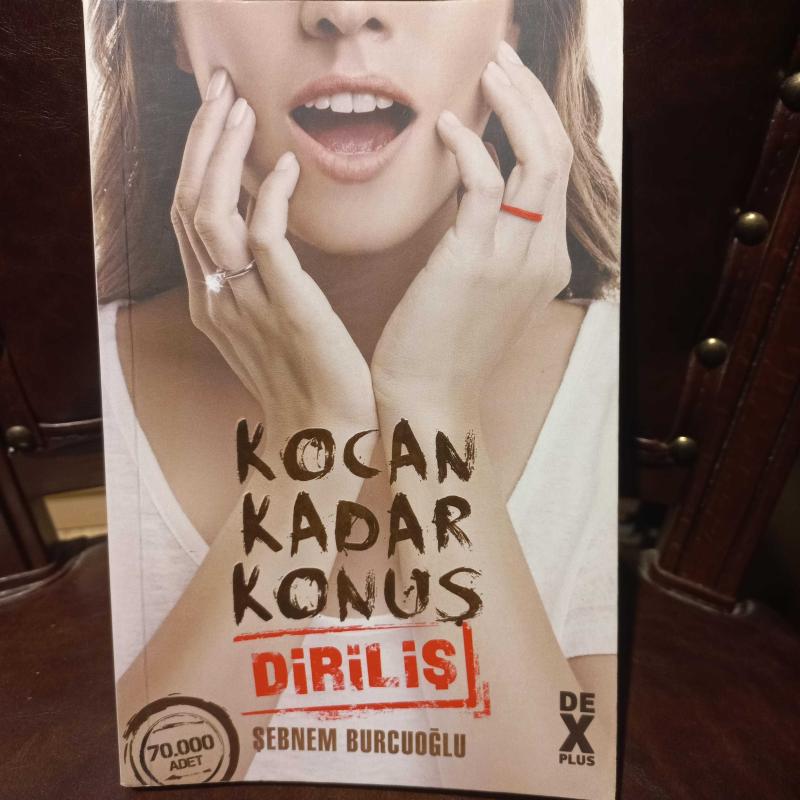 KOCAN
KADAR
KONUŞ
DİRİLİŞ
ŞEBNEM BURCUOĞLU
70.000
ADET
DE
X
PLUS